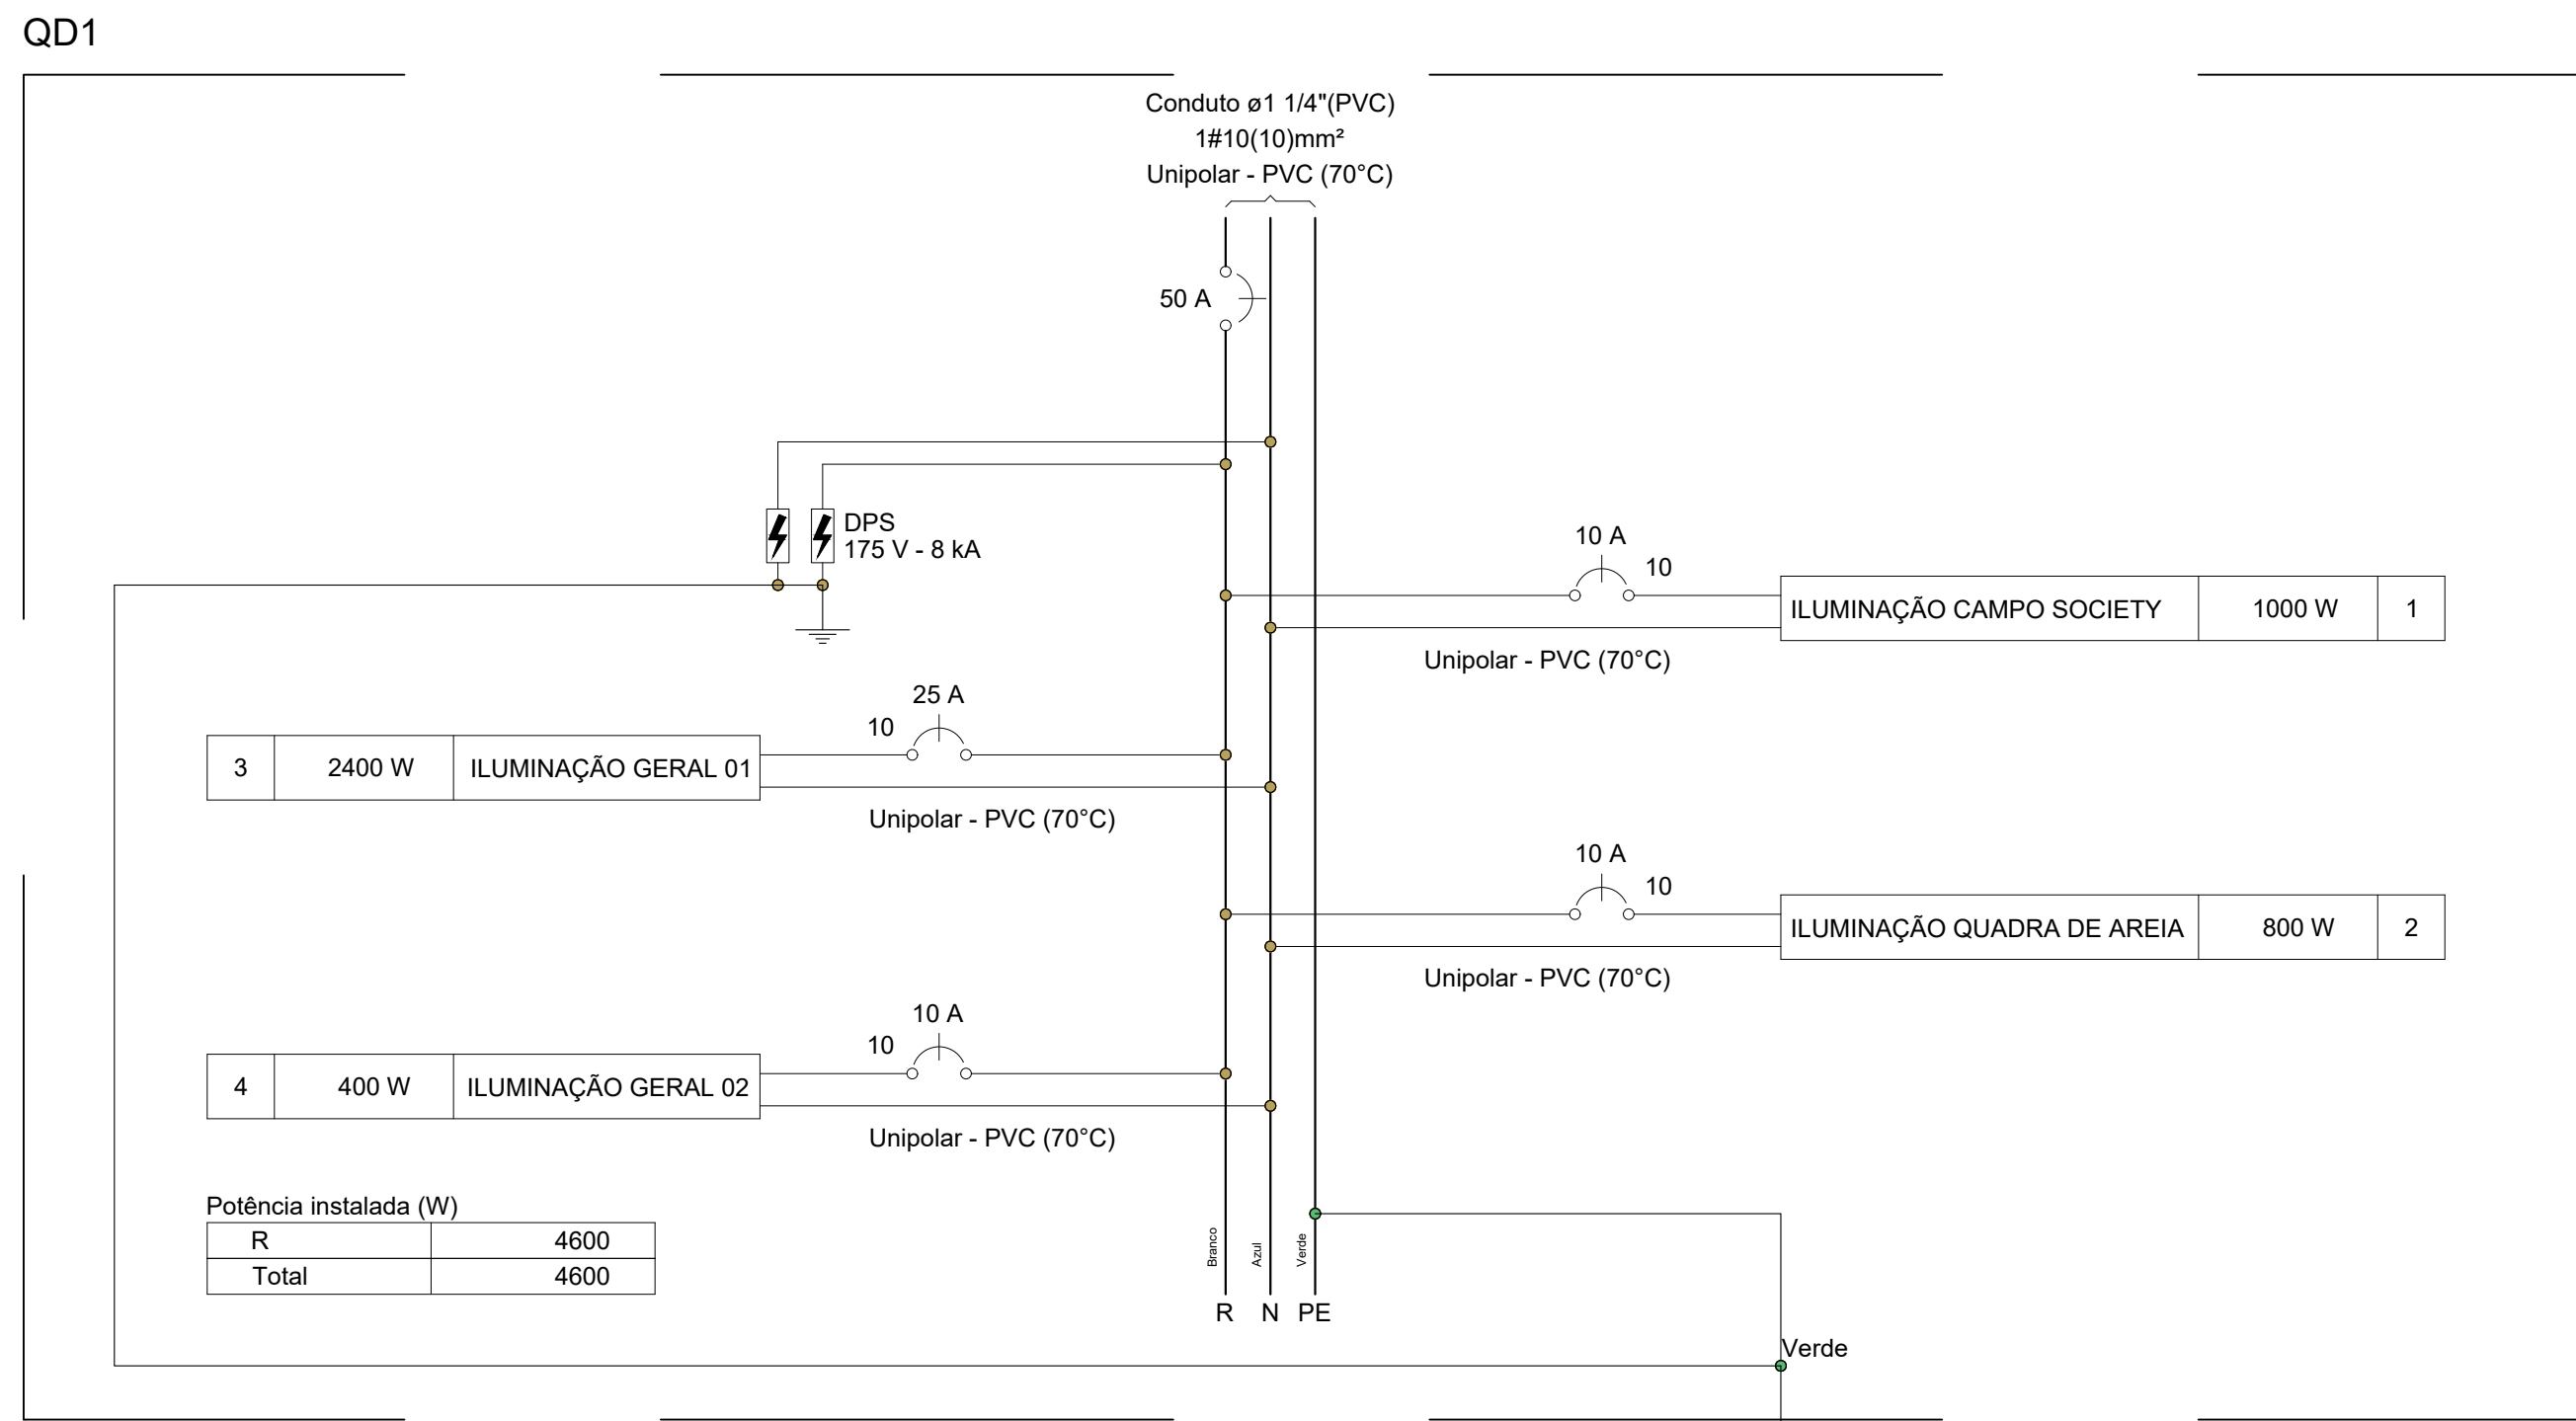 QD1
Conduto ø1 1/4"(PVC)
1#10(10)mm²
Unipolar - PVC (70°C)
50 A
DPS
175 V - 8 kA
10 A
10
ILUMINAÇÃO CAMPO SOCIETY 1000 W 1
Unipolar - PVC (70°C)
25 A
10
3 2400 W ILUMINAÇÃO GERAL 01
Unipolar - PVC (70°C)
10 A
10
ILUMINAÇÃO QUADRA DE AREIA 800 W 2
Unipolar - PVC (70°C)
10 A
10
4 400 W ILUMINAÇÃO GERAL 02
Unipolar - PVC (70°C)
Potência instalada (W)
R 4600
Total 4600
Branco
Azul
Verde
R N PE
Verde